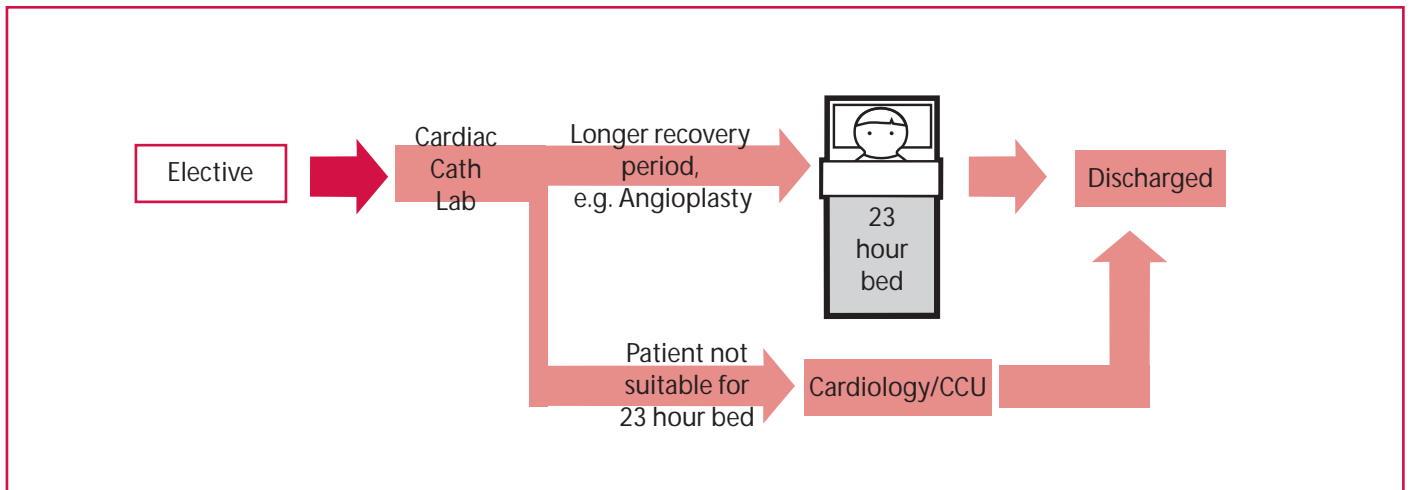 Elective
Cardiac
Cath
Lab
Longer recovery
period,
e.g. Angioplasty
23
hour
bed
Discharged
Patient not
suitable for
23 hour bed
Cardiology/CCU